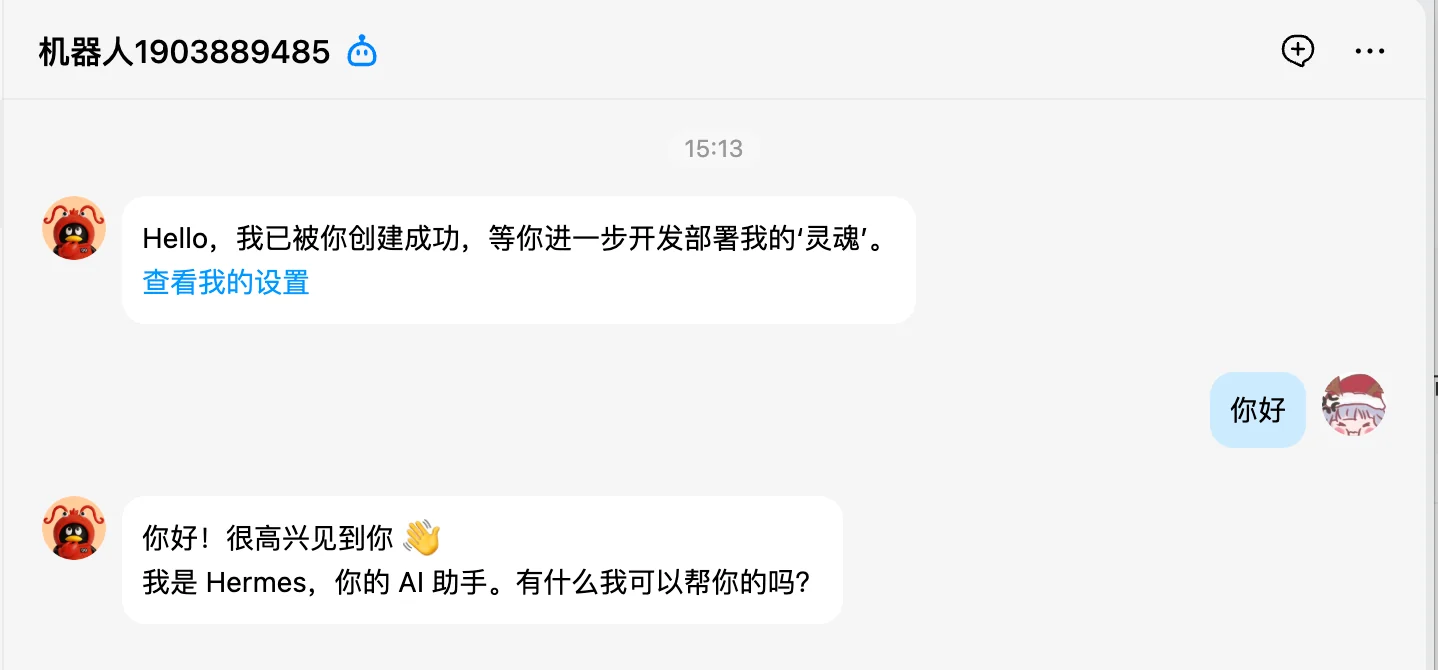 机器人1903889485
15:13
Hello，我已被你创建成功，等你进一步开发部署我的‘灵魂’。
查看我的设置
你好
你好！很高兴见到你 👋
我是 Hermes，你的 AI 助手。有什么我可以帮你的吗？